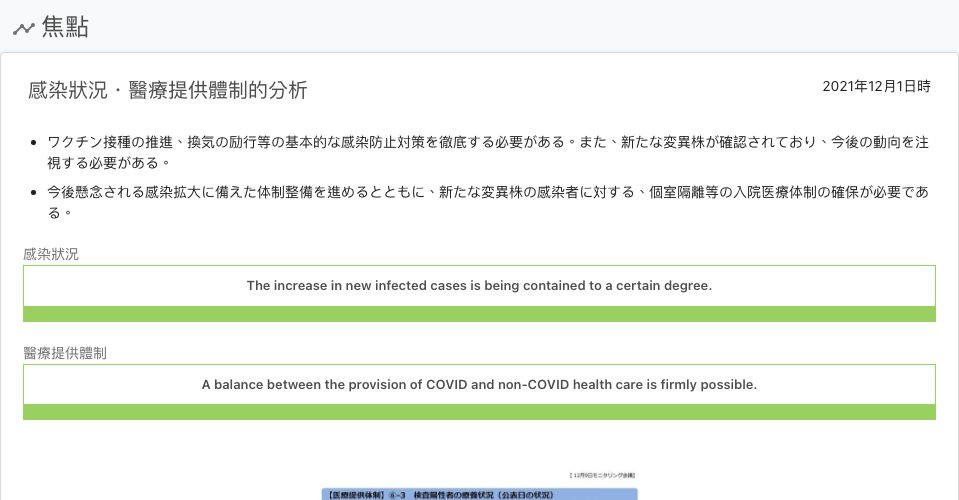 焦點
感染狀況・醫療提供體制的分析
2021年12月1日時
ワクチン接種の推進、換気の励行等の基本的な感染防止対策を徹底する必要がある。また、新たな変異株が確認されており、今後の動向を注
視する必要がある。
今後懸念される感染拡大に備えた体制整備を進めるとともに、新たな変異株の感染者に対する、個室隔離等の入院医療体制の確保が必要であ
る。
感染狀況
The increase in new infected cases is being contained to a certain degree.
醫療提供體制
A balance between the provision of COVID and non-COVID health care is firmly possible.
【12月9日モニタリング会議】
【医療提供体制】⑥-3 検査陽性者の療養状況（公表日の状況）